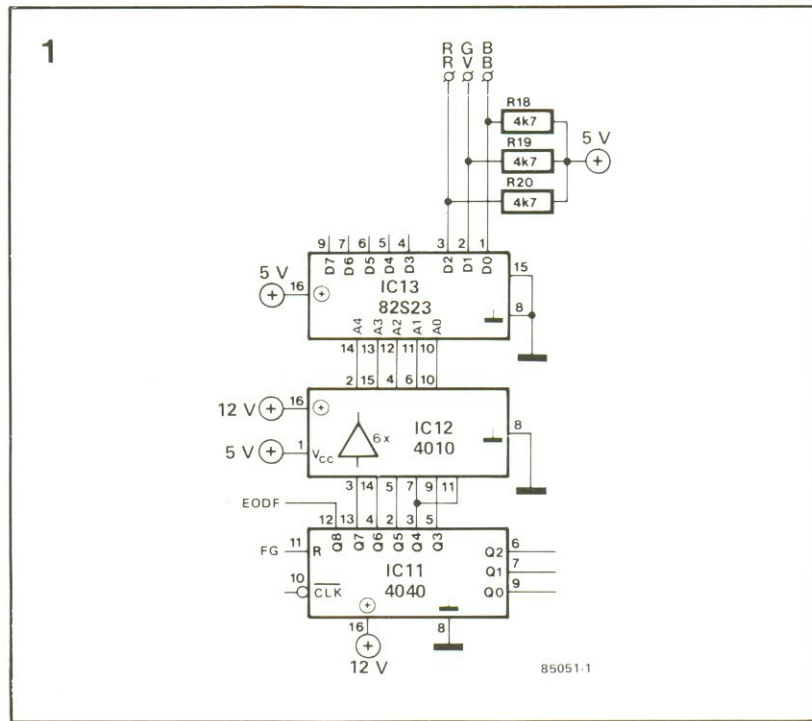 1
R G B
R V B
R18
4k7
5 V
R19
4k7
R20
4k7
9 7 6 5 4 3 2 1
D7 D6 D5 D4 D3 D2 D1 D0
15
5 V
16
IC13
82S23
8
A4 A3 A2 A1 A0
14 13 12 11 10
2 15 4 6 10
12 V
16
IC12
8
5 V
1
VCC
6x
4010
3 14 5 7 9 11
EODF
12 13 4 2 3 5
Q8 Q7 Q6 Q5 Q4 Q3
FG
11
R
Q2
6
10
CLK
IC11
Q1
7
4040
Q0
9
16
8
12 V
85051-1